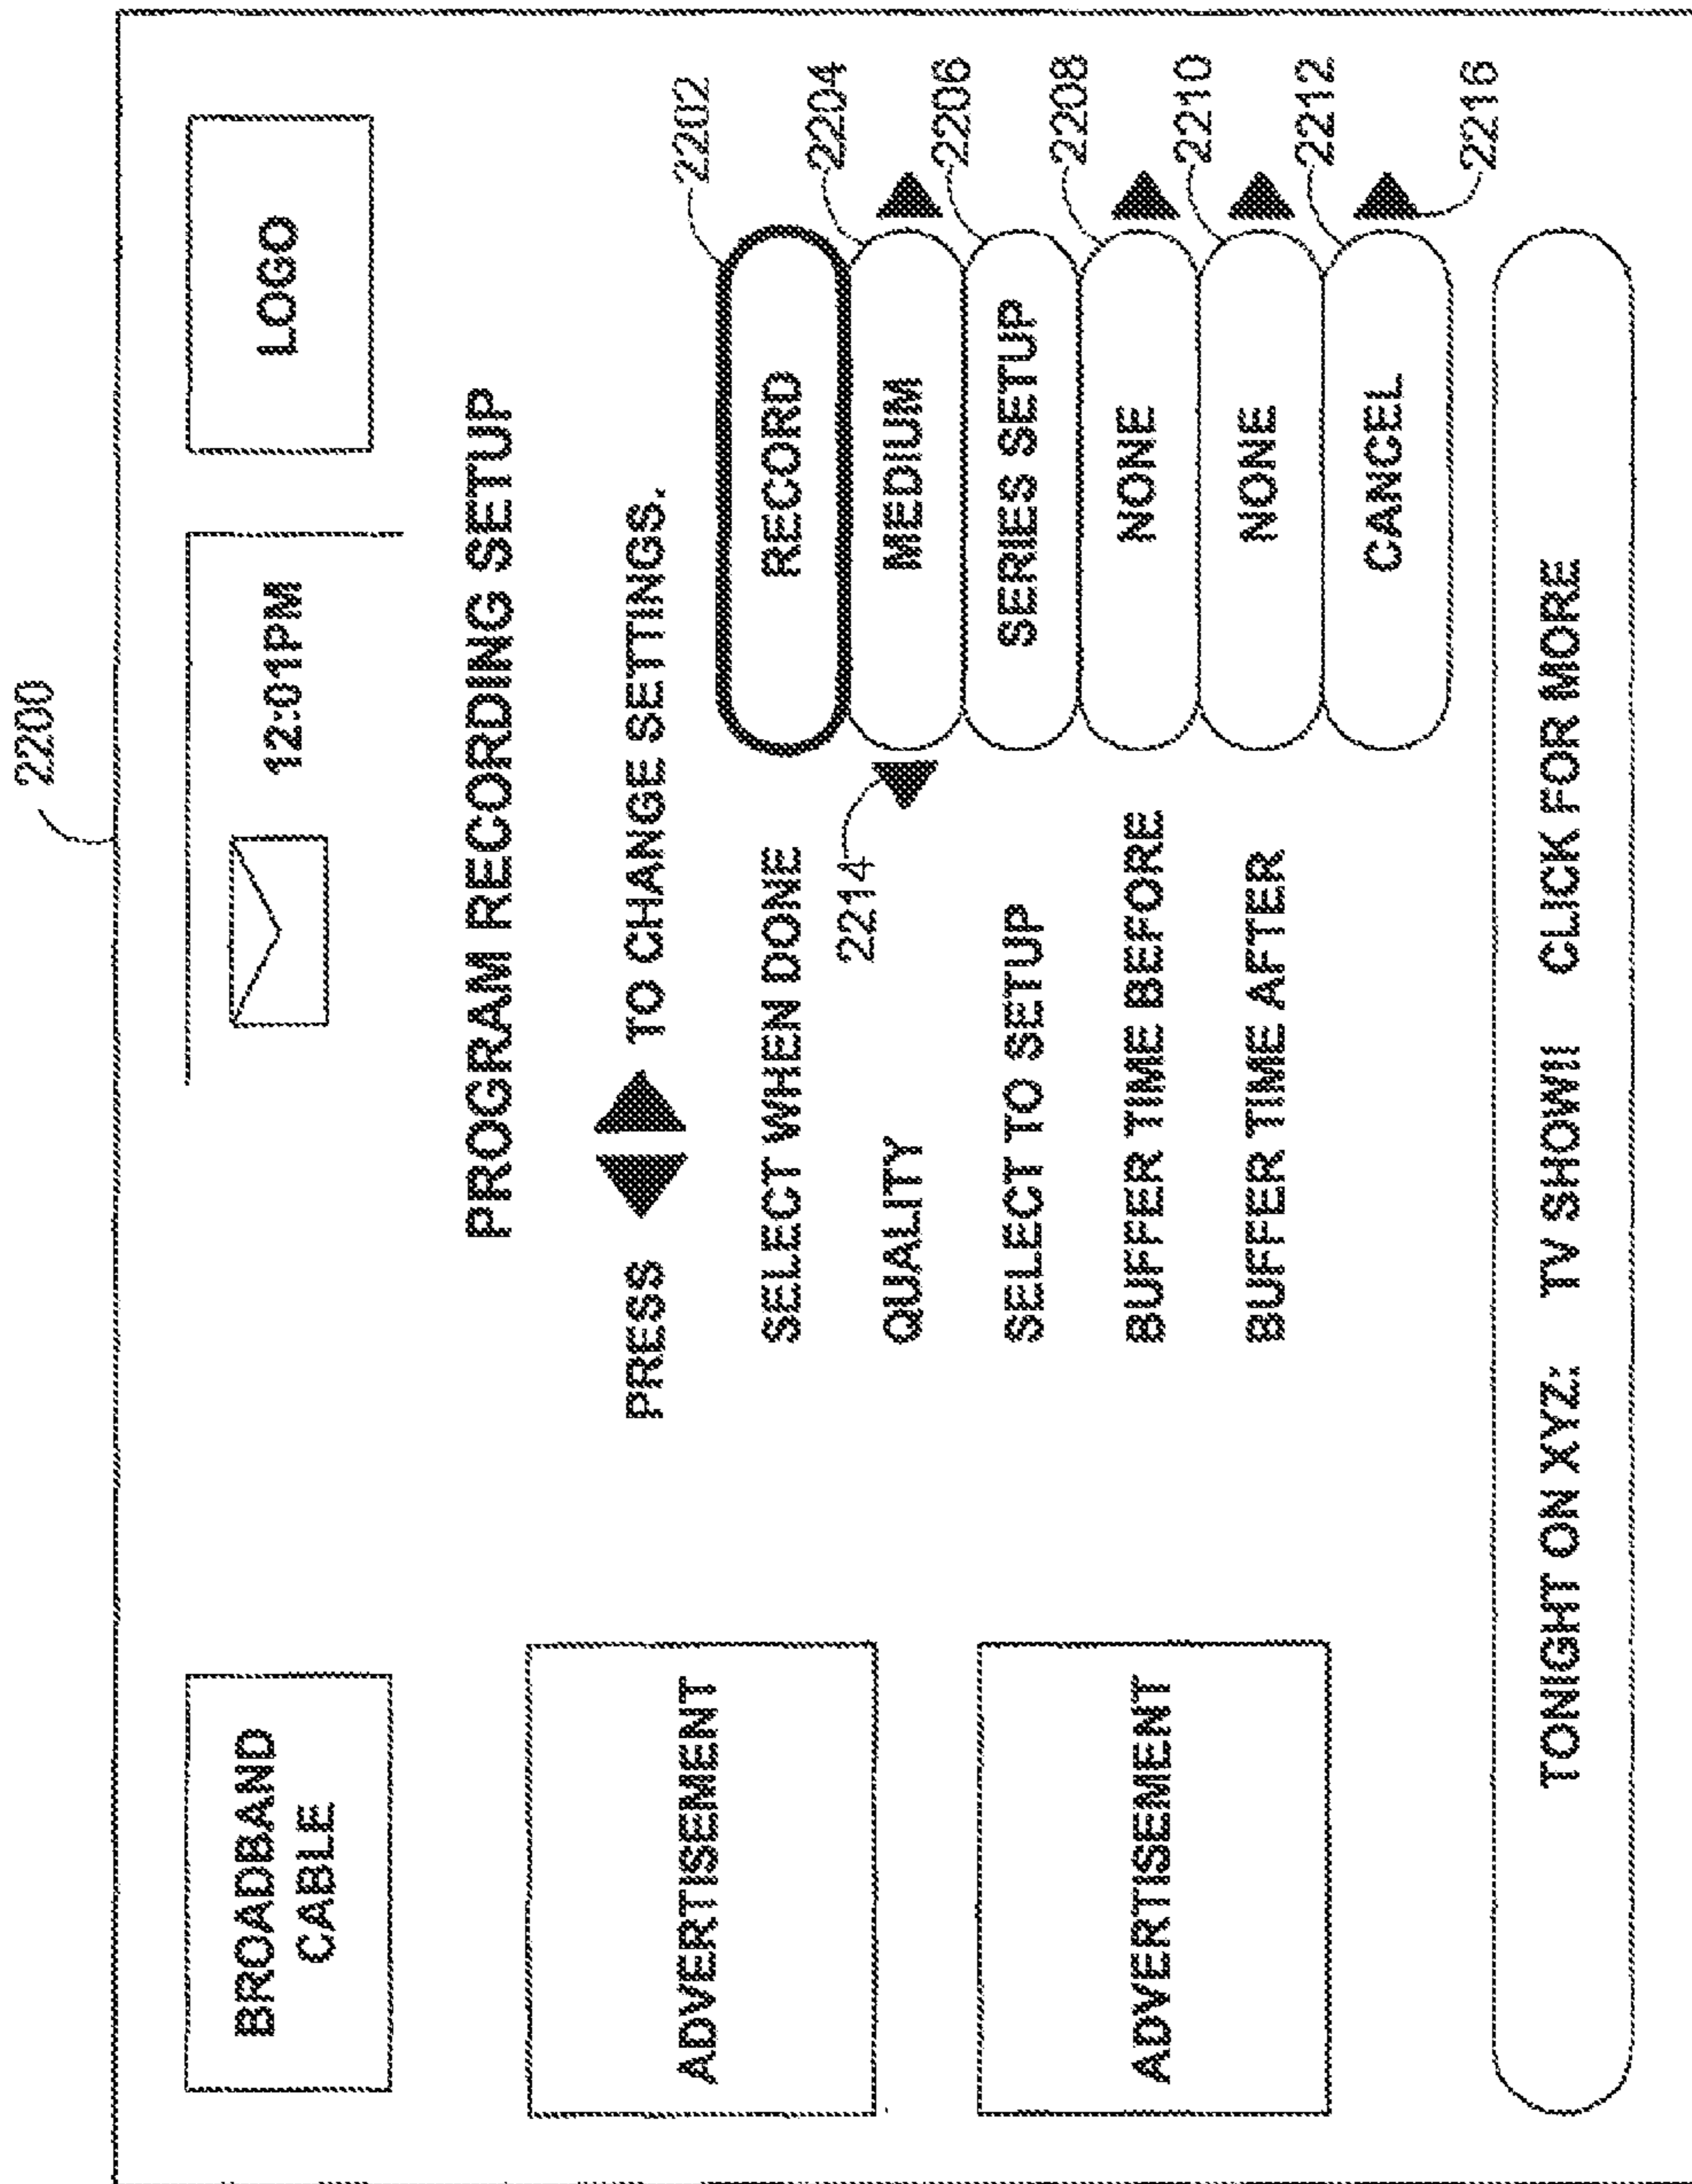 2200
BROADBAND
CABLE
12:01PM
LOGO
PROGRAM RECORDING SETUP
PRESS TO CHANGE SETTINGS.
ADVERTISEMENT
SELECT WHEN DONE RECORD 2202
2214
QUALITY MEDIUM 2204
SELECT TO SETUP SERIES SETUP 2206
ADVERTISEMENT
BUFFER TIME BEFORE NONE 2208
BUFFER TIME AFTER NONE 2210
CANCEL 2212
2216
TONIGHT ON XYZ: TV SHOW!! CLICK FOR MORE